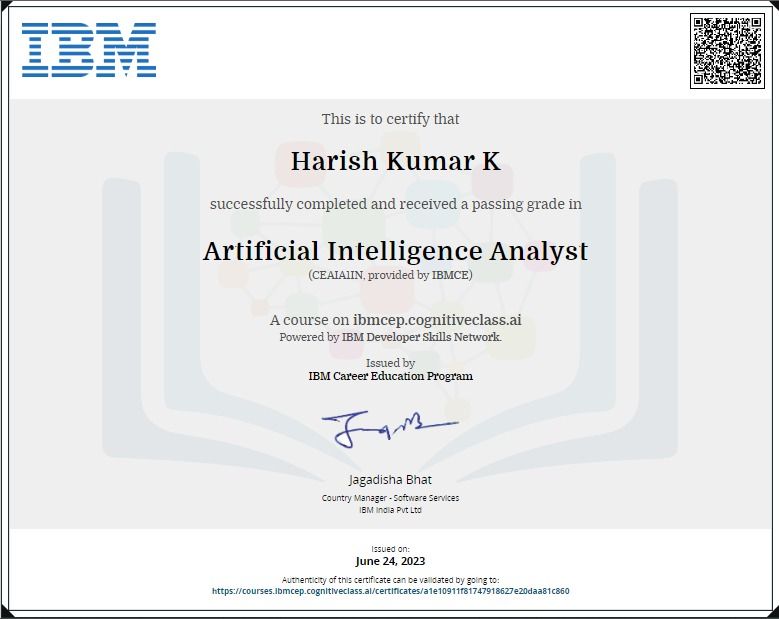 IBM
This is to certify that
Harish Kumar K
successfully completed and received a passing grade in
Artificial Intelligence Analyst
(CEAIA1IN, provided by IBMCE)
A course on ibmcep.cognitiveclass.ai
Powered by IBM Developer Skills Network.
Issued by
IBM Career Education Program
Jagadisha Bhat
Country Manager - Software Services
IBM India Pvt Ltd
Issued on:
June 24, 2023
Authenticity of this certificate can be validated by going to:
https://courses.ibmcep.cognitiveclass.ai/certificates/a1e10911f81747918627e20daa81c860